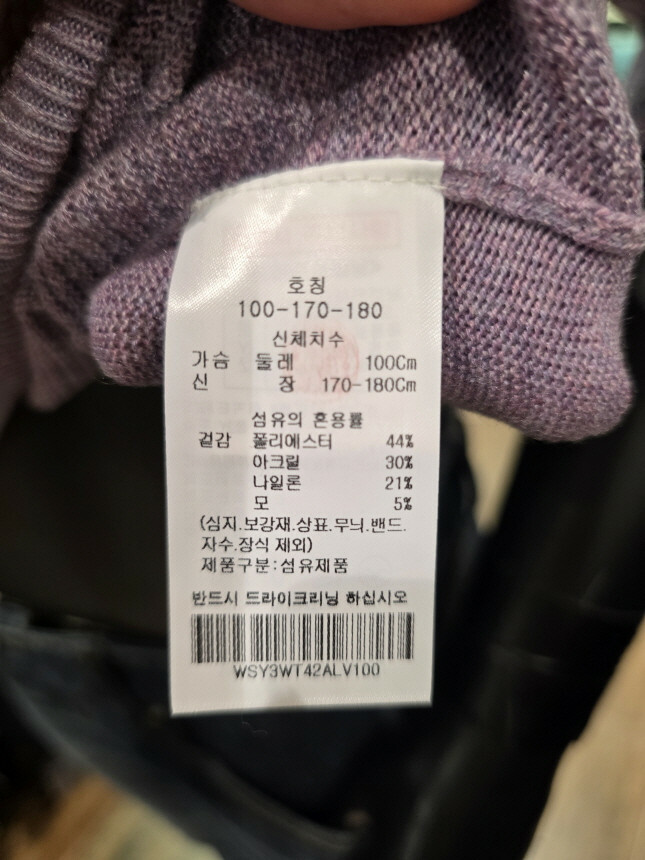 호칭
100-170-180
신체치수
가슴 둘레 100Cm
신 장 170-180Cm
섬유의 혼용률
겉감 폴리에스터 44%
아크릴 30%
나일론 21%
모 5%
(심지.보강재.상표.무늬.밴드.
자수.장식 제외)
제품구분:섬유제품
반드시 드라이크리닝 하십시오
WSY3WT42ALV100